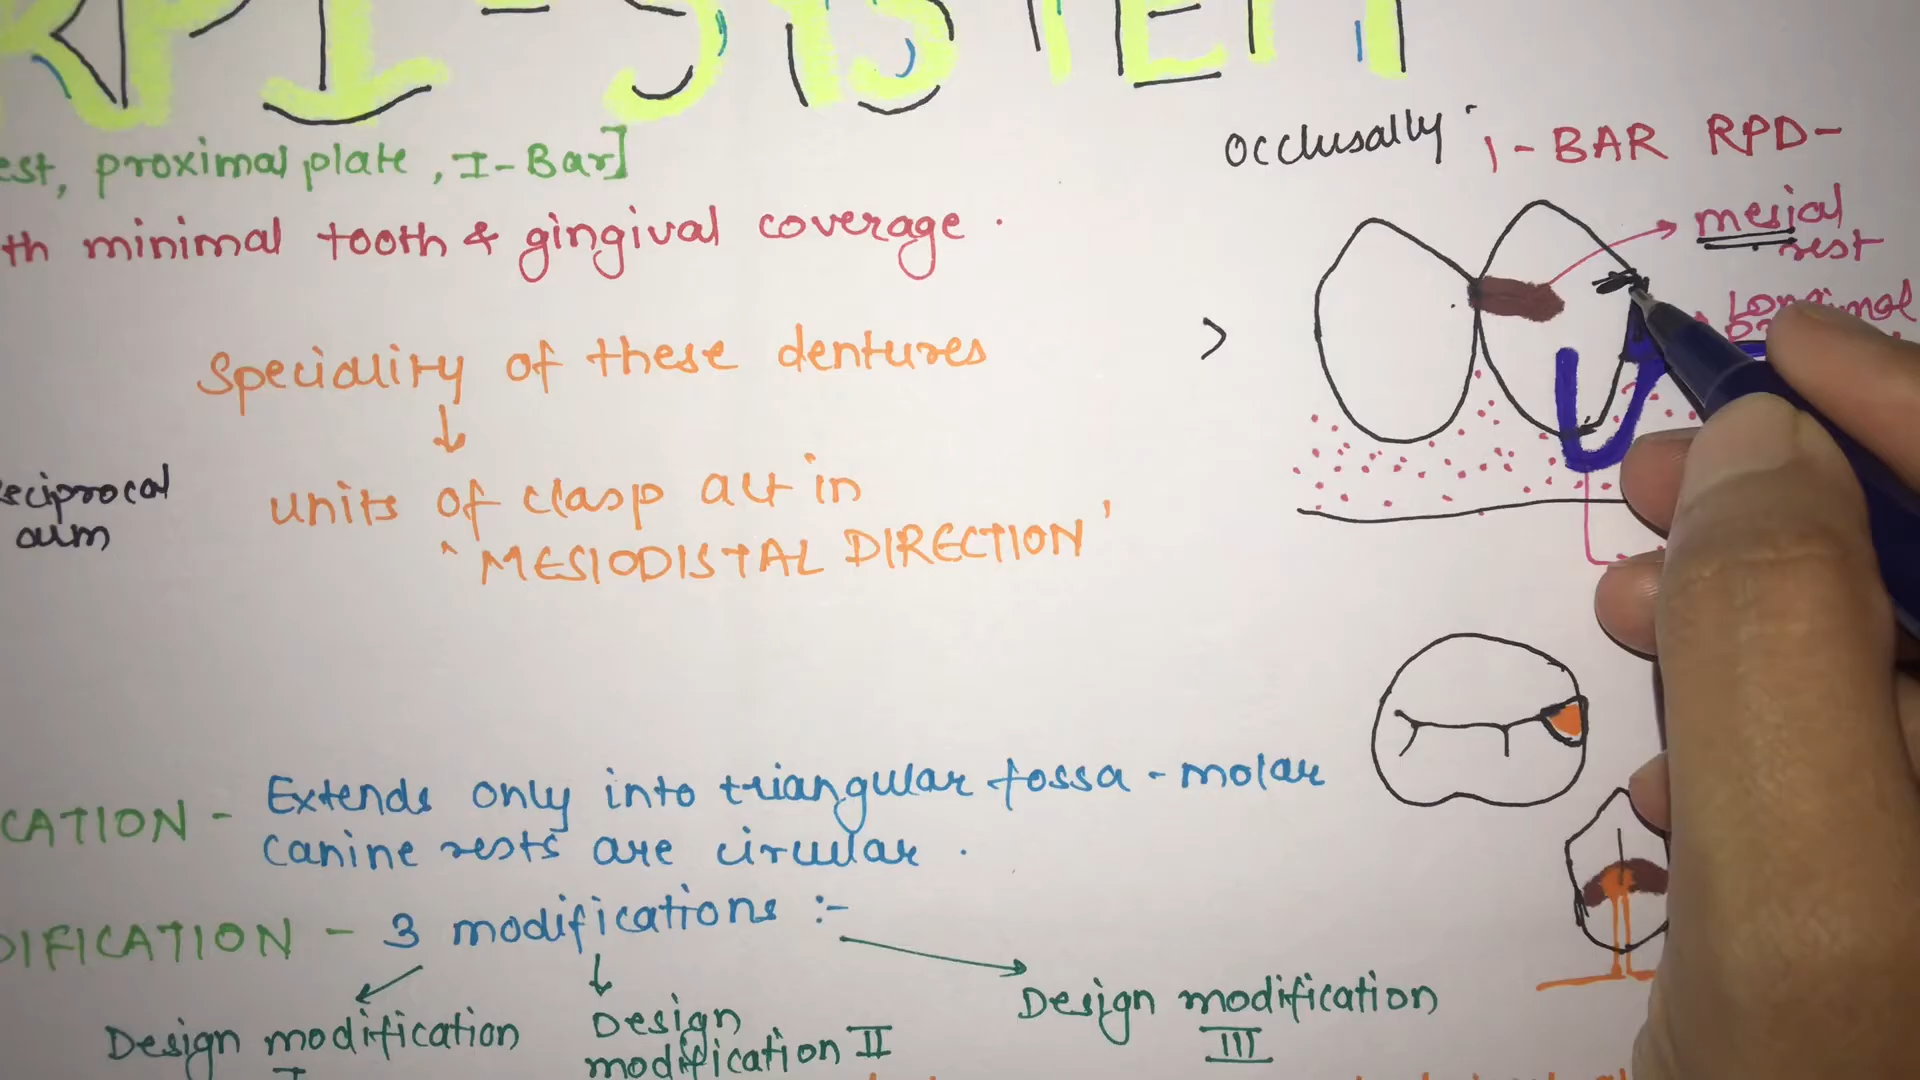 RPI-SYSTEM
est, proximal plate, I-Bar]
th minimal tooth & gingival coverage.
Occlusally
I-BAR RPD-
mesial
rest
Speciality of these dentures
units of clasp act in
"MESIODISTAL DIRECTION"
eciprocal
arm
CATION - Extends only into triangular fossa - molar
canine rests are circular.
DIFICATION - 3 modifications :-
Design modification
I
Design
modification II
Design modification
III